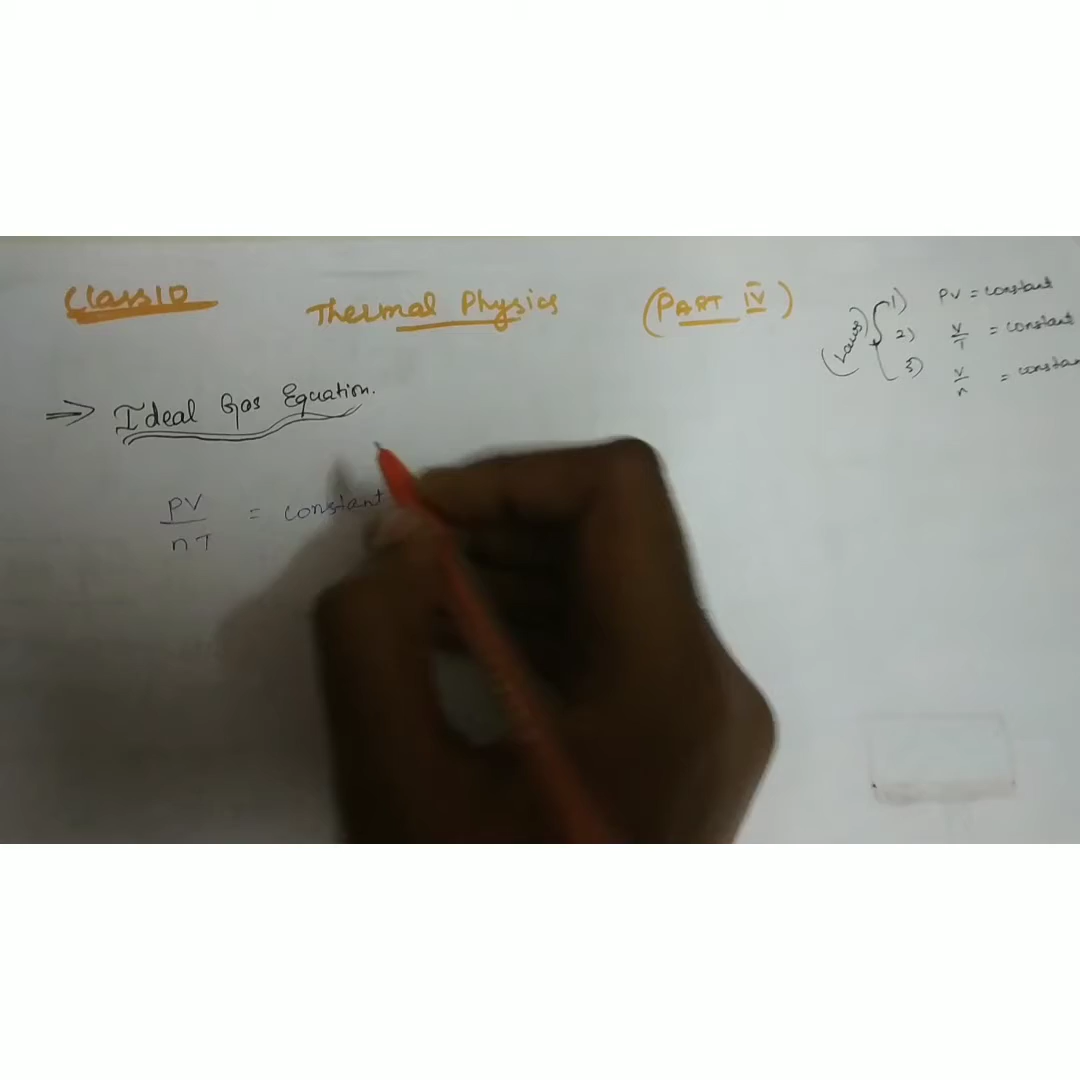 Class 10
Thermal Physics
(PART IV)
(Laws)
1) PV = constant
2) V/T = constant
3) V/n = constan
⇒ Ideal Gas Equation.
PV/nT = constant